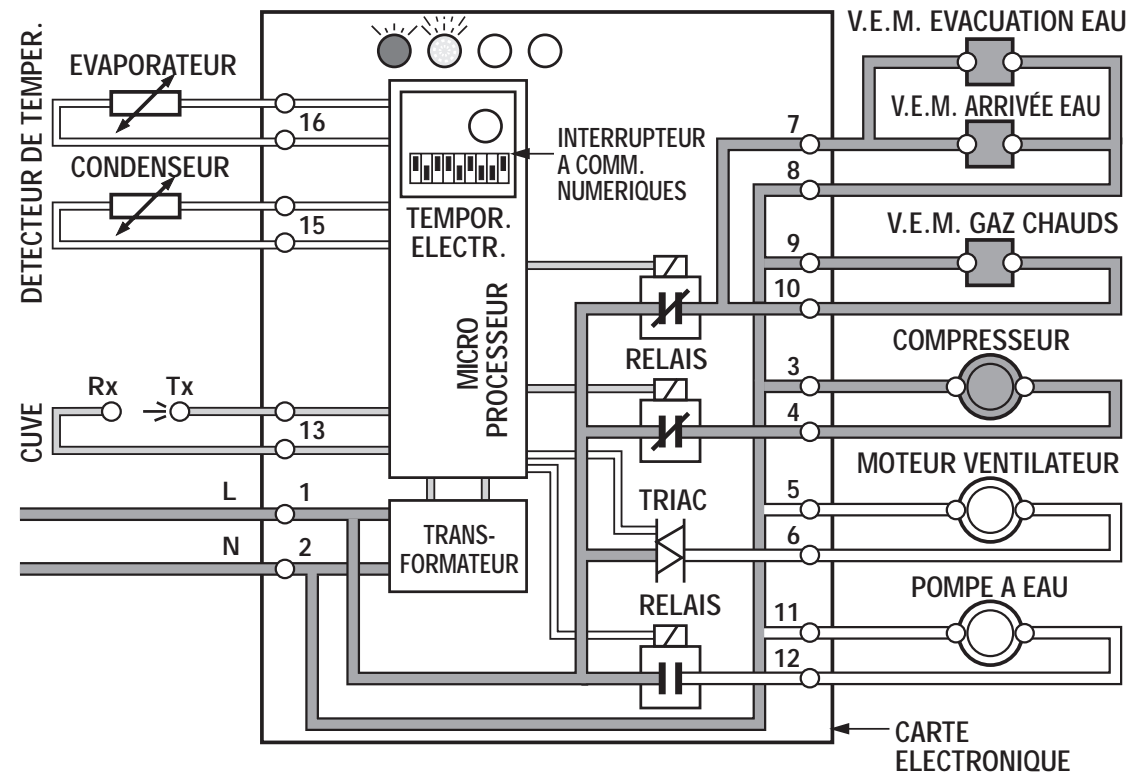 DETECTEUR DE TEMPER.
EVAPORATEUR
16
CONDENSEUR
15
CUVE
Rx
Tx
13
L
1
N
2
INTERRUPTEUR
A COMM.
NUMERIQUES
TEMPOR.
ELECTR.
MICRO
PROCESSEUR
TRANS-
FORMATEUR
RELAIS
TRIAC
RELAIS
V.E.M. EVACUATION EAU
V.E.M. ARRIVÉE EAU
7
8
V.E.M. GAZ CHAUDS
9
10
COMPRESSEUR
3
4
MOTEUR VENTILATEUR
5
6
POMPE A EAU
11
12
CARTE
ELECTRONIQUE